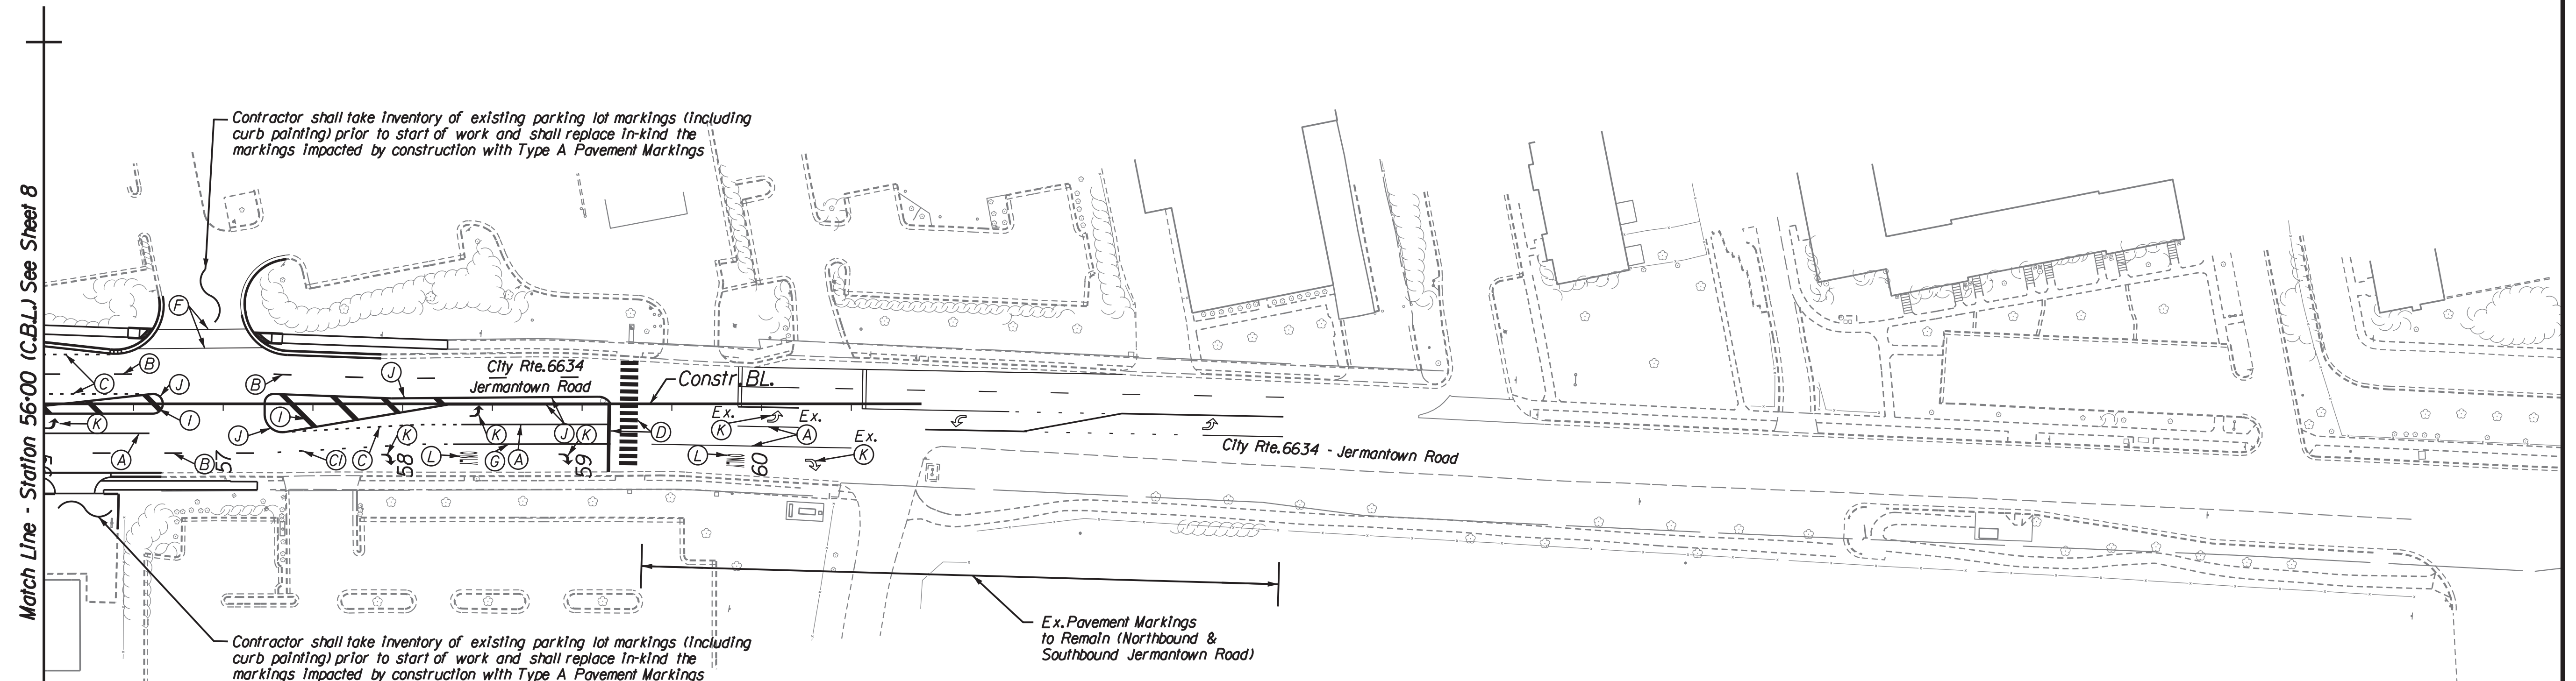 Contractor shall take inventory of existing parking lot markings (including
curb painting) prior to start of work and shall replace in-kind the
markings impacted by construction with Type A Pavement Markings
Match Line - Station 56+00 (C.B.L.) See Sheet 8
F
B
C
J
B
J
City Rte.6634
Jermantown Road
Constr. BL.
I
I
K
J
K
K
J
K
D
Ex.
K
Ex.
A
Ex.
K
A
B
57
C1
C
58
L
G
A
59
L
60
City Rte.6634 - Jermantown Road
Ex. Pavement Markings
to Remain (Northbound &
Southbound Jermantown Road)
Contractor shall take inventory of existing parking lot markings (including
curb painting) prior to start of work and shall replace in-kind the
markings impacted by construction with Type A Pavement Markings